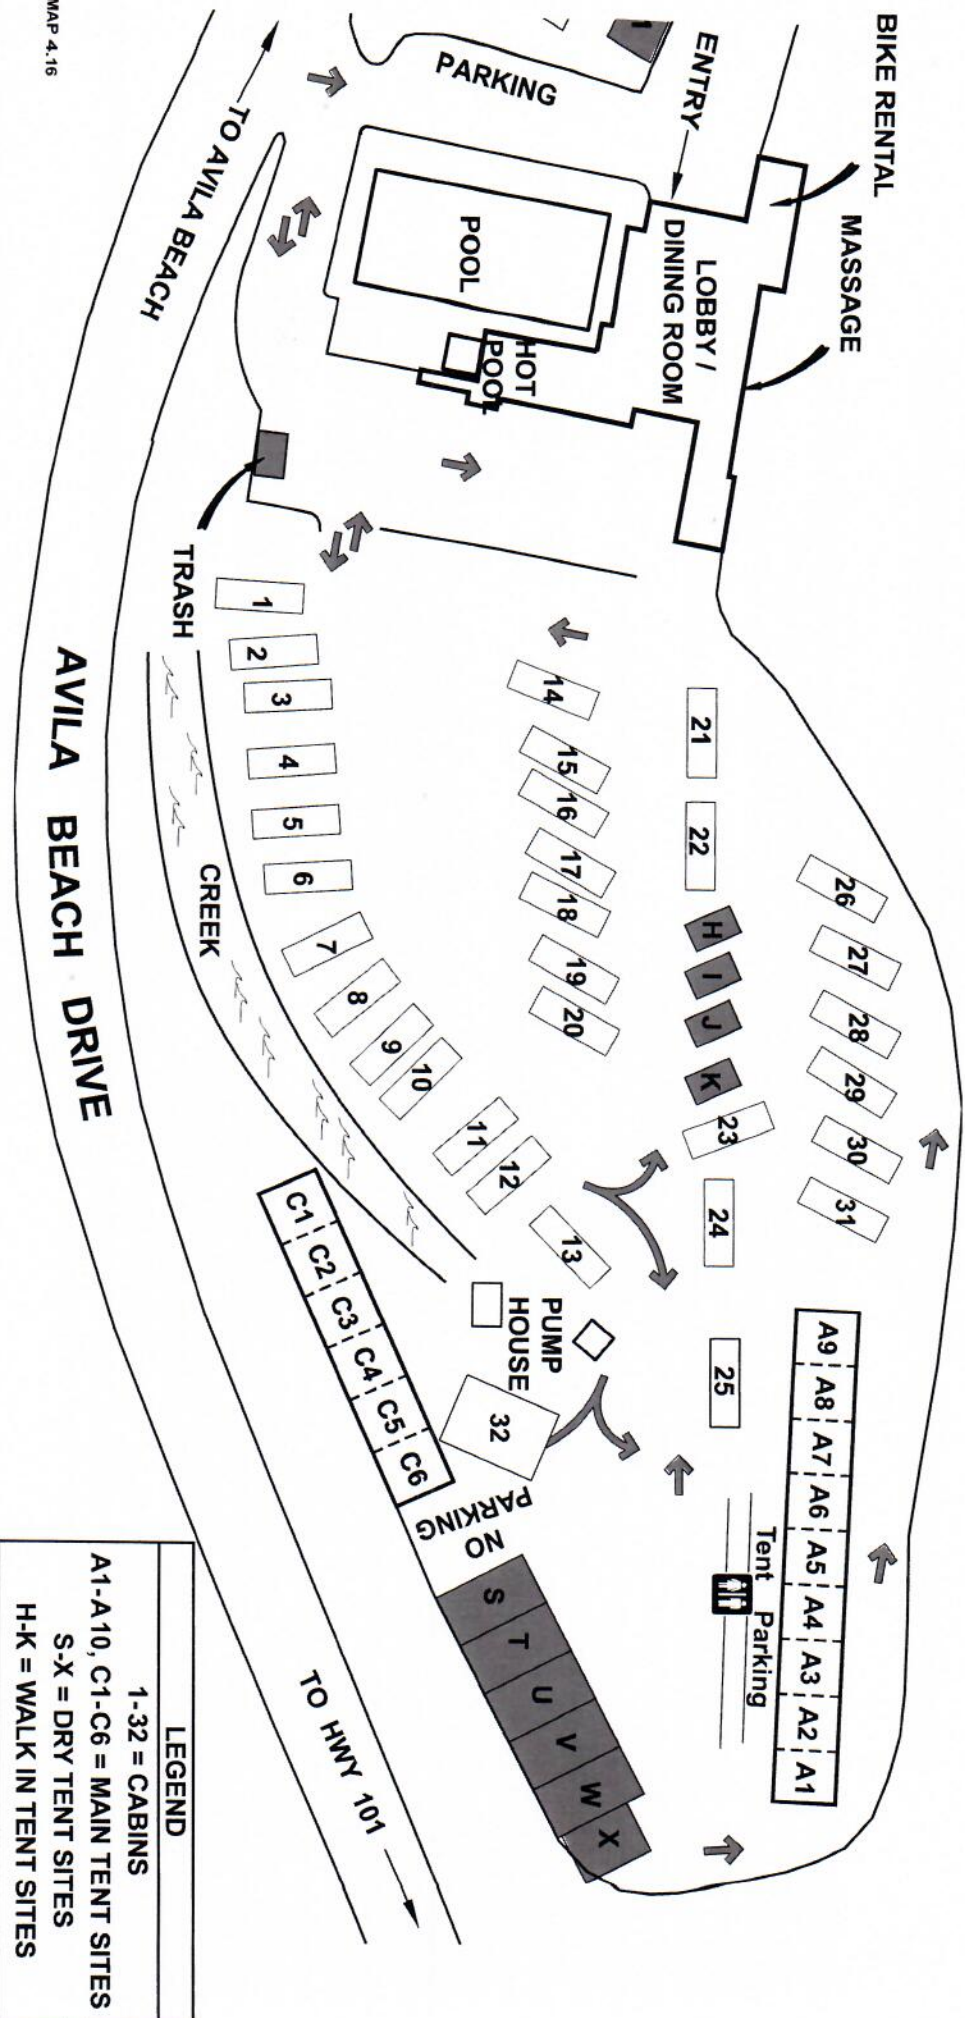 BIKE RENTAL
MASSAGE
ENTRY
1
PARKING
LOBBY /
DINING ROOM
POOL
HOT
POOL
TO AVILA BEACH
MAP 4.16
TRASH
1
2
3
4
5
6
7
8
9
10
11
12
13
14
15
16
17
18
19
20
21
22
H
I
J
K
23
24
25
26
27
28
29
30
31
CREEK
AVILA BEACH DRIVE
C1
C2
C3
C4
C5
C6
PUMP
HOUSE
32
NO
PARKING
A9
A8
A7
A6
A5
A4
A3
A2
A1
Tent Parking
S
T
U
V
W
X
TO HWY 101
LEGEND
1-32 = CABINS
A1-A10, C1-C6 = MAIN TENT SITES
S-X = DRY TENT SITES
H-K = WALK IN TENT SITES